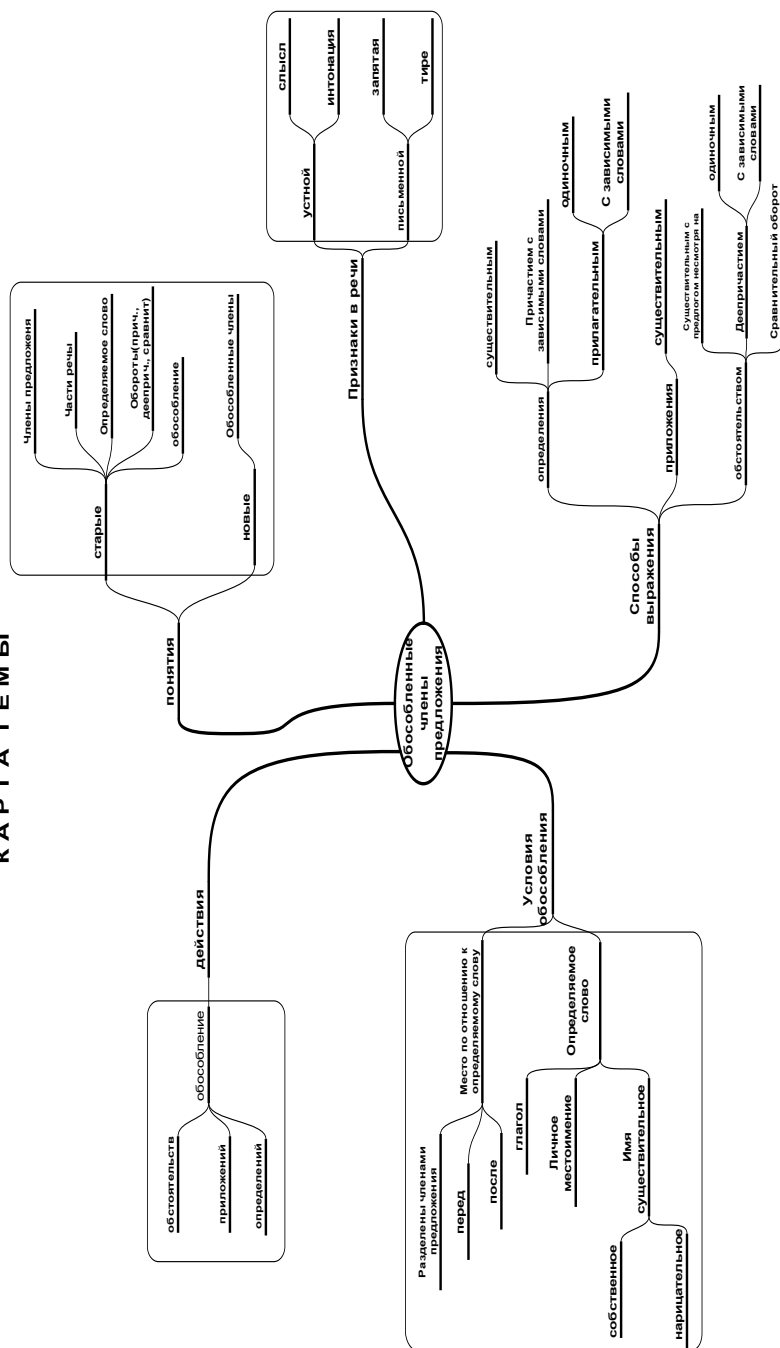 КАРТА ТЕМЫ
Обособленные
члены
предложения
понятия
старые
Члены предложеня
Части речы
Определяемое слово
Обороты(прич.,
дееприч., сравнит)
обособление
новые
Обособленные члены
Признаки в речи
устной
слысл
интонация
письменной
запятая
тире
Способы
выражения
определения
существительным
Причастием с
зависимыми словами
прилагательным
одиночным
С зависимыми
словами
приложения
существительным
обстоятельством
Существительным с
предлогом несмотря на
Деепричастием
одиночным
С зависимыми
словами
Сравнительный оборот
действия
обособление
обстоятельств
приложений
определений
Условия
обособления
Место по отношению к
определяемому слову
Разделены членами
предложения
перед
после
Определяемое
слово
глагол
Личное
местоимение
Имя
существительное
собственное
нарицательное